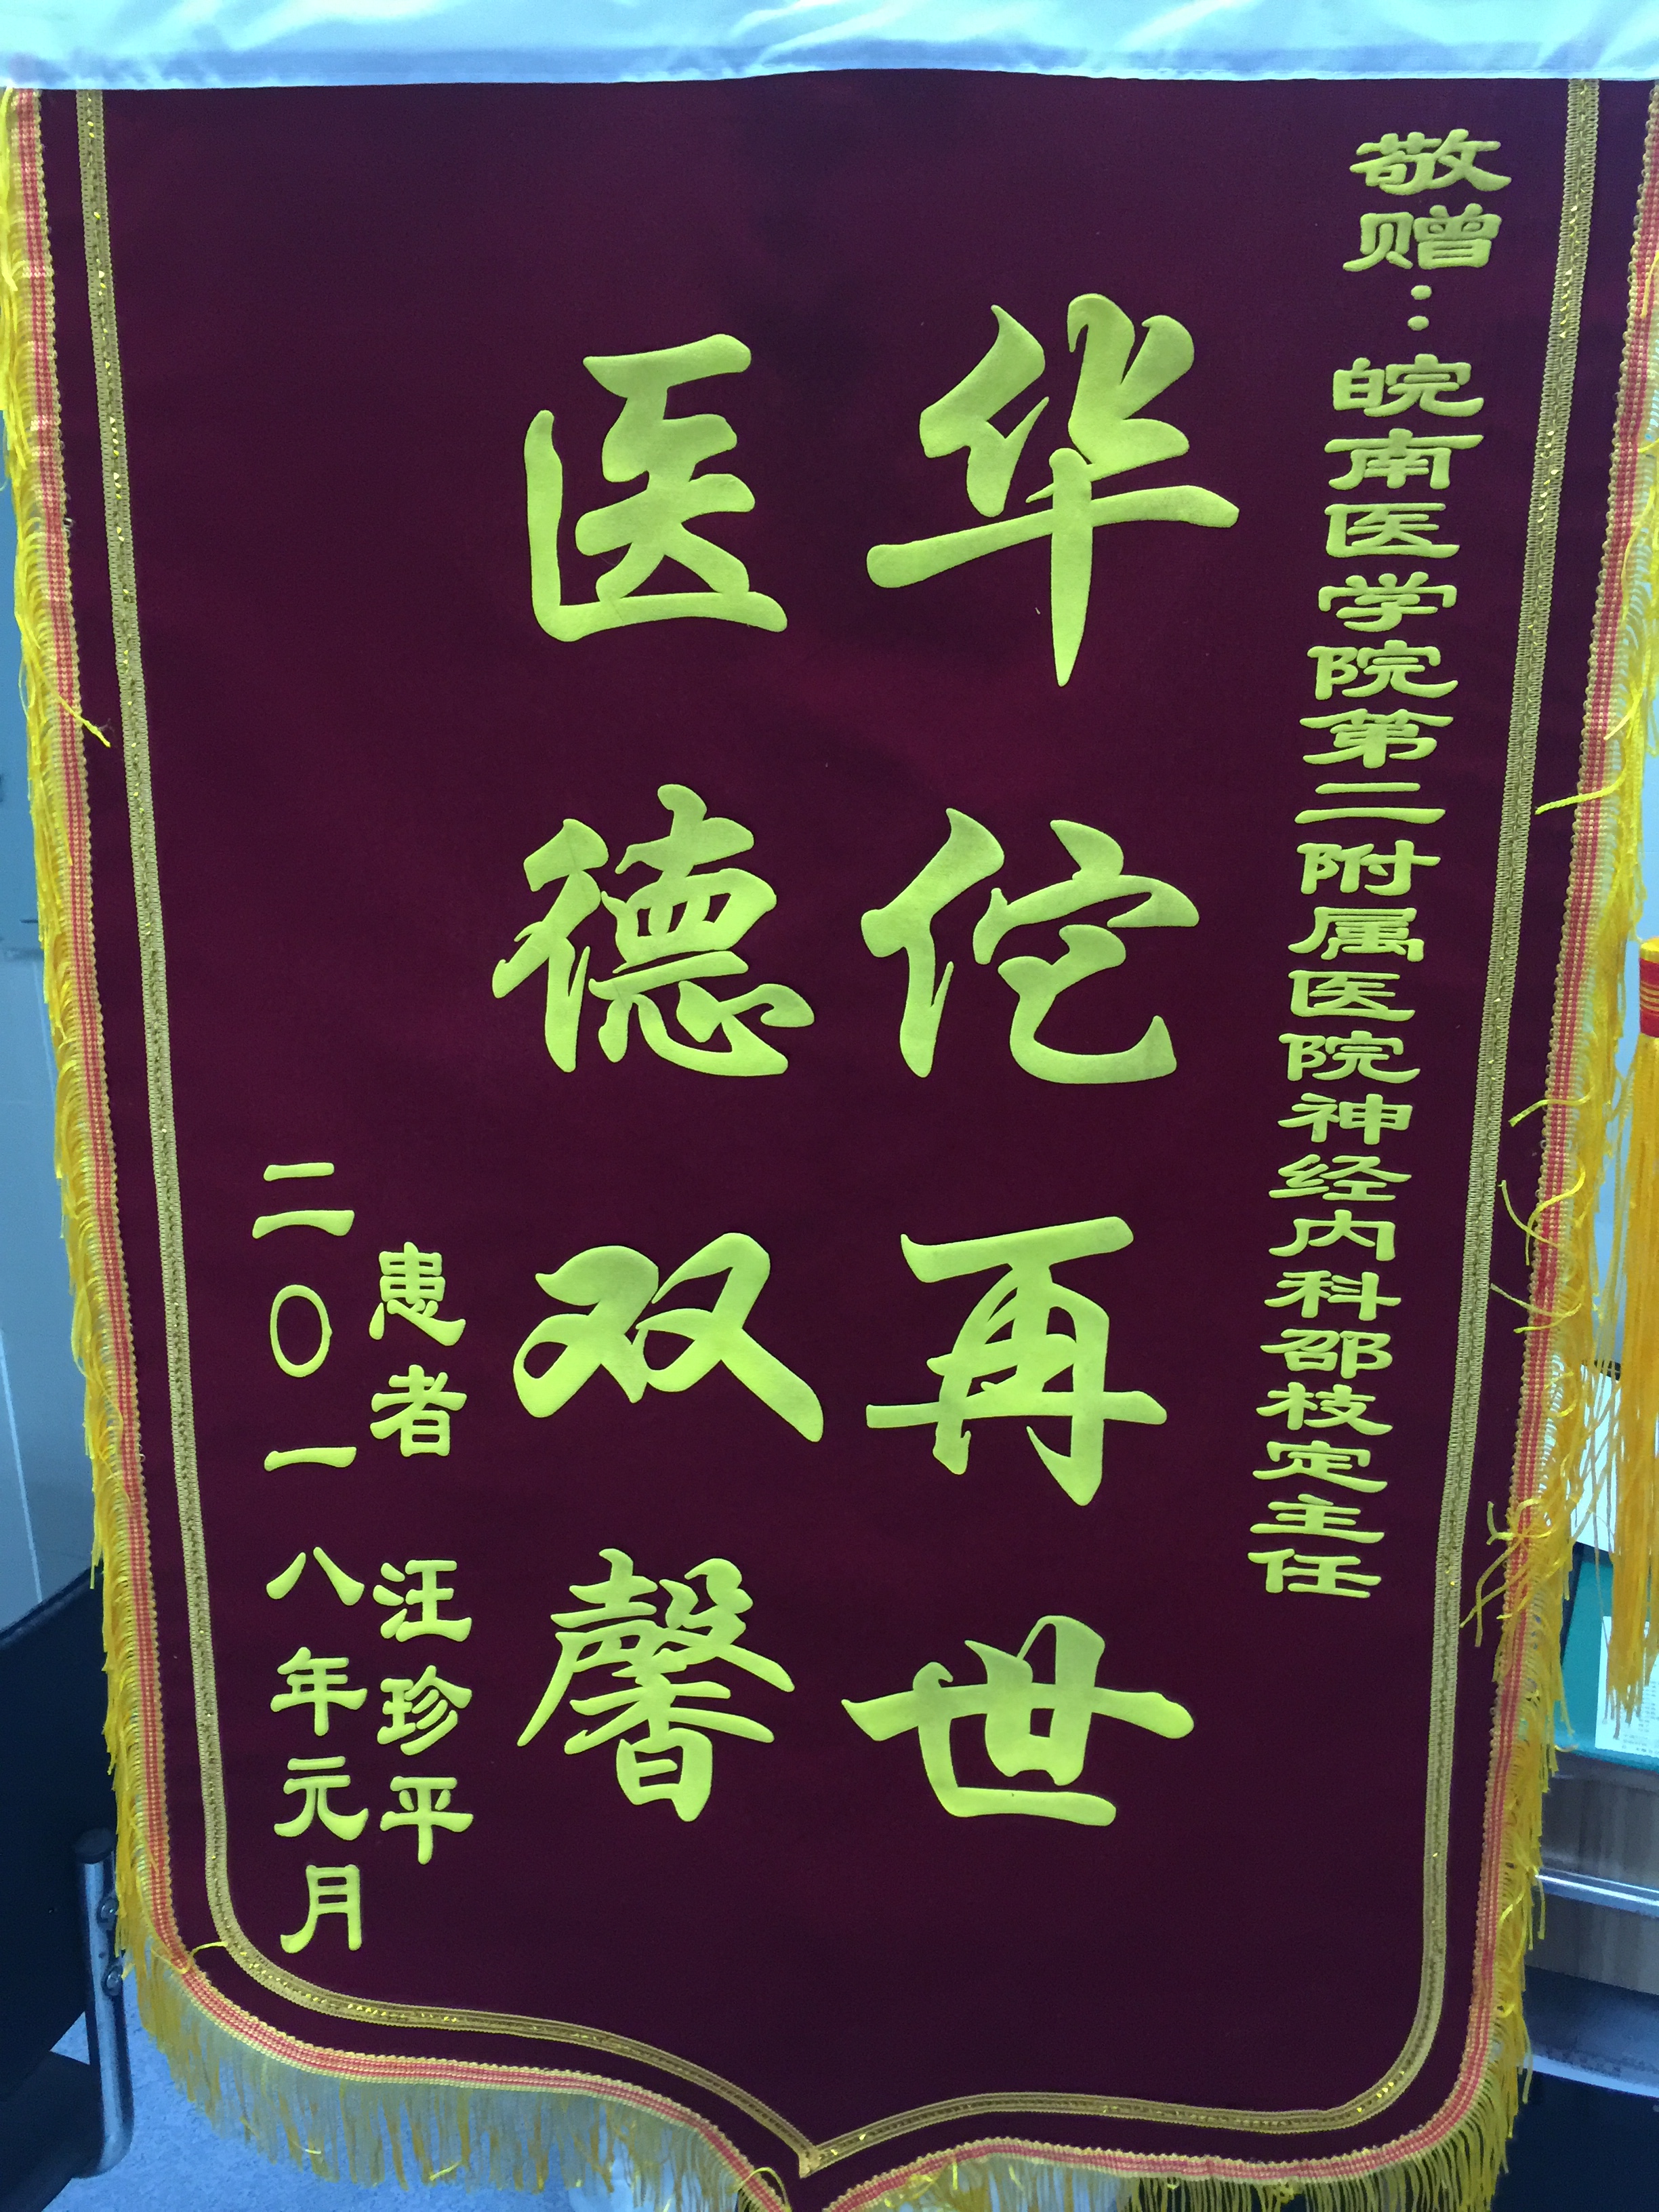 敬赠：皖南医学院第二附属医院神经内科邵枝定主任
华佗再世
医德双馨
患者 汪珍平
二〇一八年元月